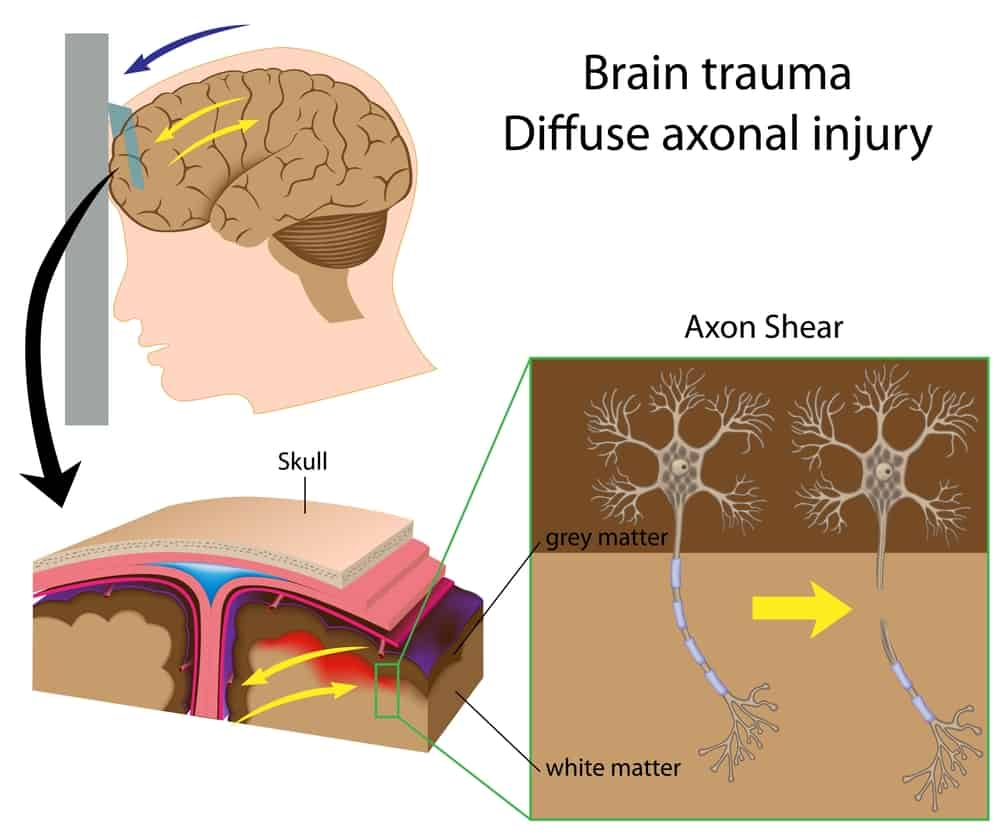 Brain trauma
Diffuse axonal injury
Axon Shear
Skull
grey matter
white matter